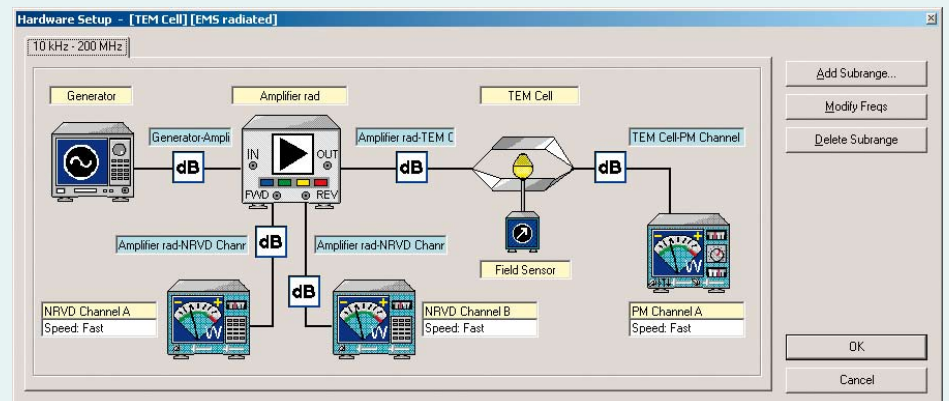 Hardware Setup - [TEM Cell] [EMS radiated]
10 kHz - 200 MHz
Generator
Amplifier rad
TEM Cell
Generator-Ampli
Amplifier rad-TEM C
TEM Cell-PM Channel
IN
OUT
dB
dB
dB
FWD
REV
Amplifier rad-NRVD Chanr
dB
Amplifier rad-NRVD Chanr
dB
Field Sensor
NRVD Channel A
Speed: Fast
NRVD Channel B
Speed: Fast
PM Channel A
Speed: Fast
W
W
W
Add Subrange...
Modify Freqs
Delete Subrange
OK
Cancel